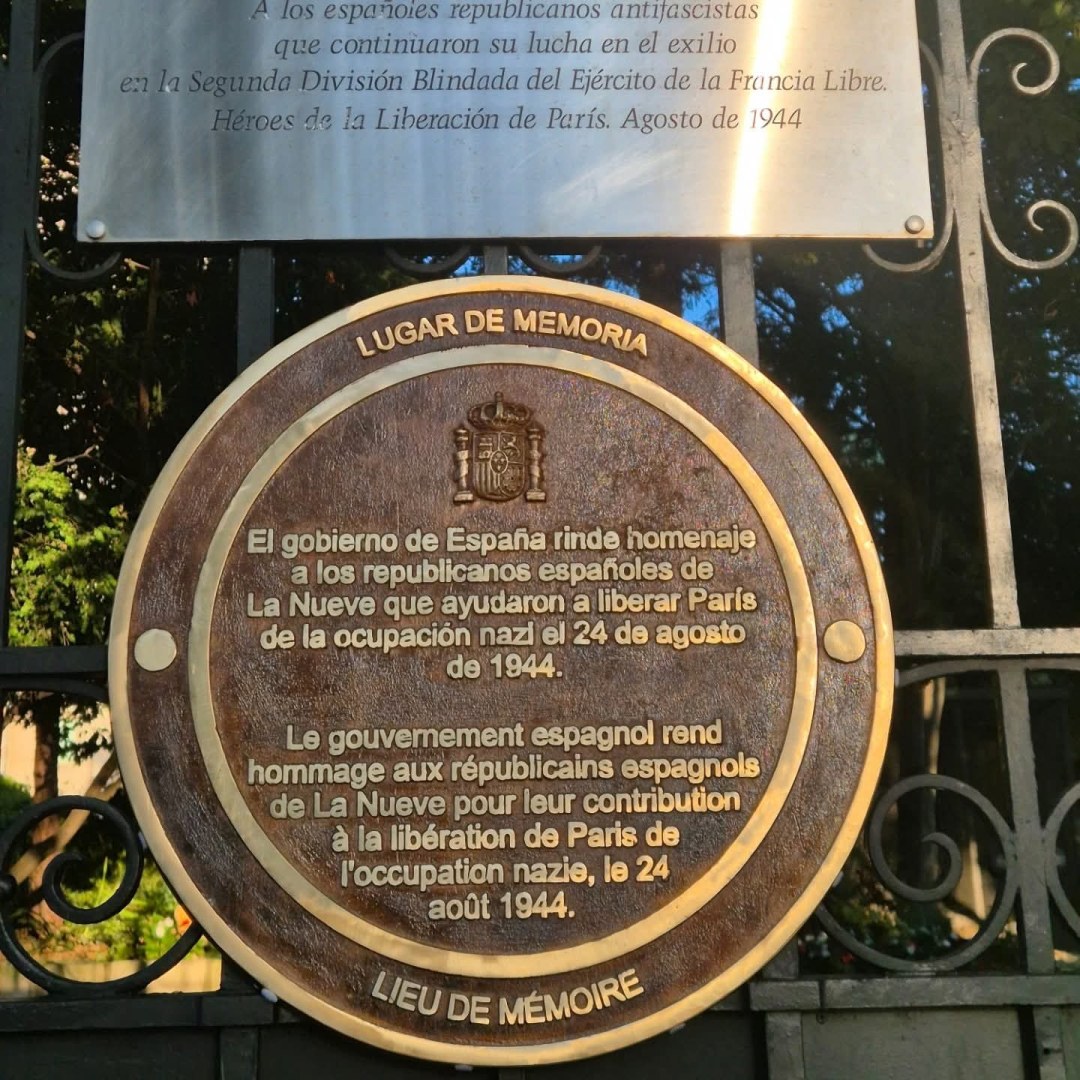 A los españoles republicanos antifascistas
que continuaron su lucha en el exilio
en la Segunda División Blindada del Ejército de la Francia Libre.
Héroes de la Liberación de París. Agosto de 1944
LUGAR DE MEMORIA
El gobierno de España rinde homenaje
a los republicanos españoles de
La Nueve que ayudaron a liberar París
de la ocupación nazi el 24 de agosto
de 1944.
Le gouvernement espagnol rend
hommage aux républicains espagnols
de La Nueve pour leur contribution
à la libération de Paris de
l'occupation nazie, le 24
août 1944.
LIEU DE MÉMOIRE